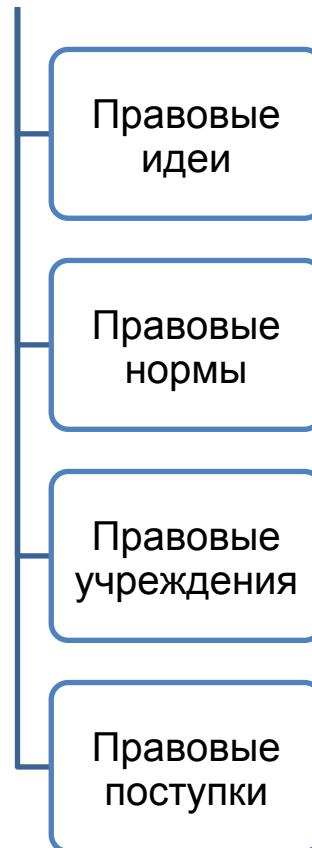 Правовые
идеи
Правовые
нормы
Правовые
учреждения
Правовые
поступки